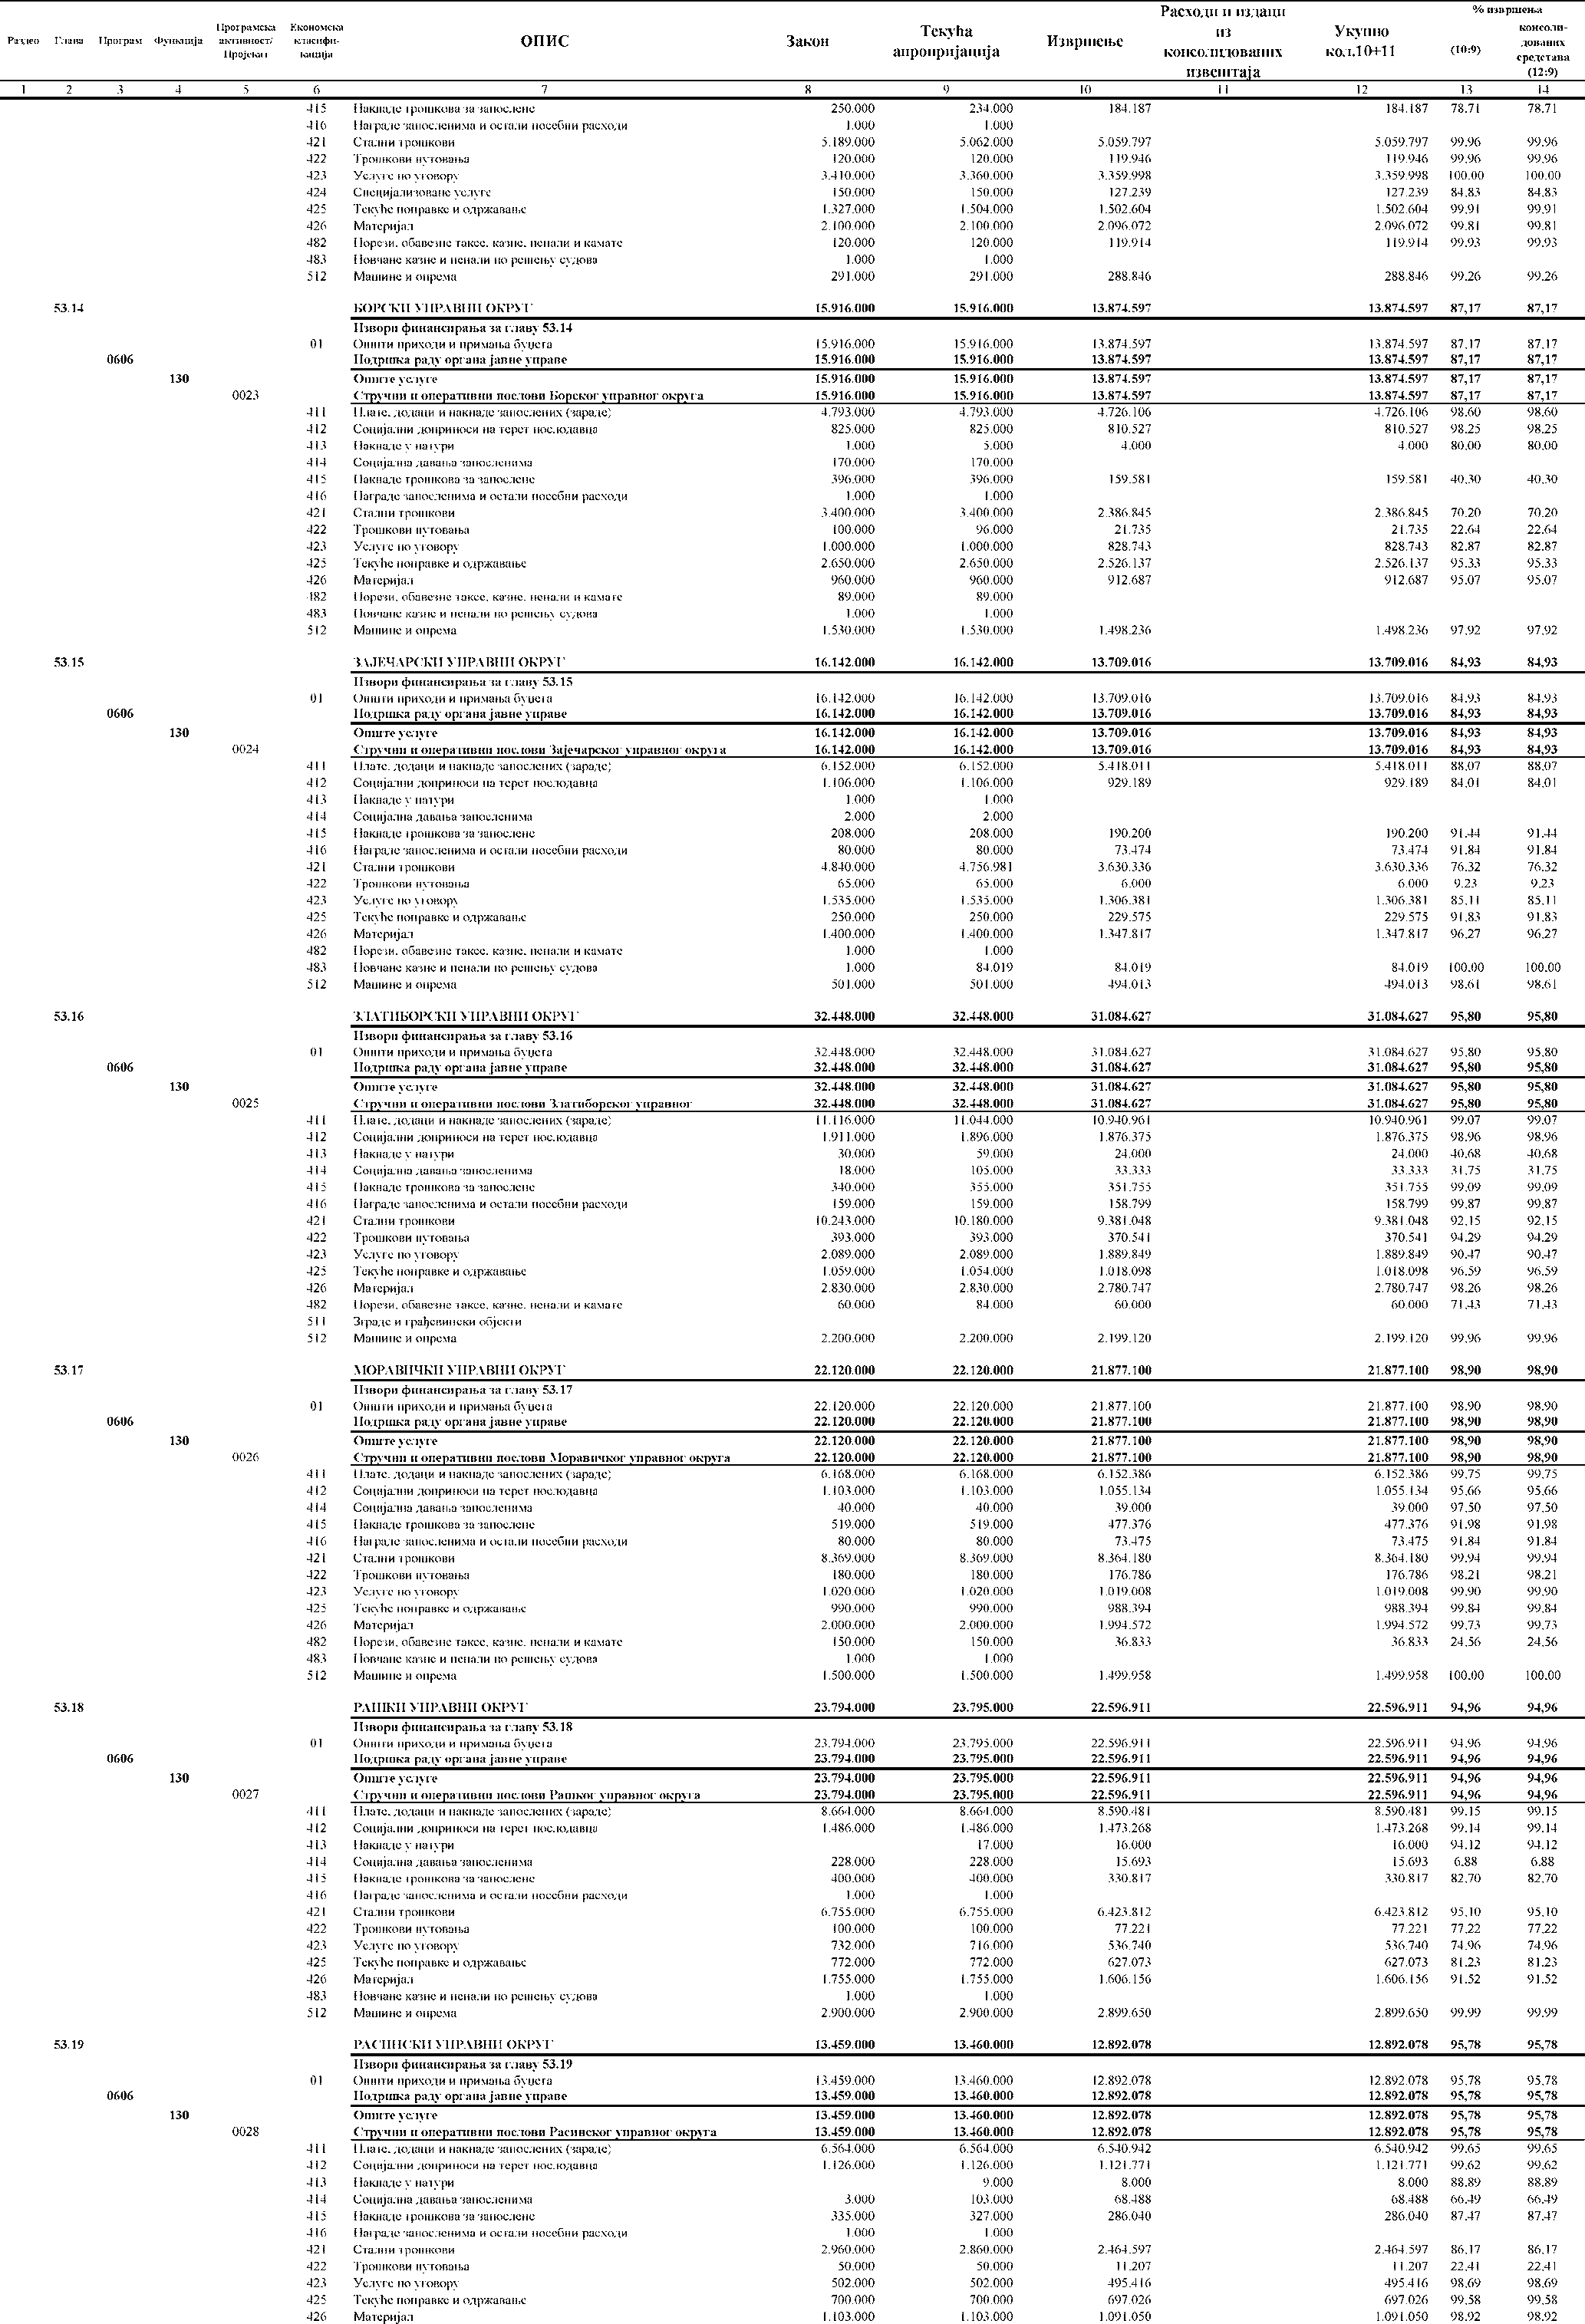 Раздео Глава Програм Функција Програмска активност/ Пројекат Економска класифи-кација ОПИС Закон Текућа апропријација Извршење Расходи и издаци из консолидованих извештаја Укупно кол.10+11 % извршења (10:9) консоли-дованих средстава (12:9)
1 2 3 4 5 6 7 8 9 10 11 12 13 14
415 Накнаде трошкова за запослене 250.000 234.000 184.187 184.187 78,71 78,71
416 Награде запосленима и остали посебни расходи 1.000 1.000
421 Стални трошкови 5.189.000 5.062.000 5.059.797 5.059.797 99,96 99,96
422 Трошкови путовања 120.000 120.000 119.946 119.946 99,96 99,96
423 Услуге по уговору 3.410.000 3.360.000 3.359.998 3.359.998 100,00 100,00
424 Специјализоване услуге 150.000 150.000 127.239 127.239 84,83 84,83
425 Текуће поправке и одржавање 1.327.000 1.504.000 1.502.604 1.502.604 99,91 99,91
426 Материјал 2.100.000 2.100.000 2.096.072 2.096.072 99,81 99,81
482 Порези, обавезне таксе, казне, пенали и камате 120.000 120.000 119.914 119.914 99,93 99,93
483 Новчане казне и пенали по решењу судова 1.000 1.000
512 Машине и опрема 291.000 291.000 288.846 288.846 99,26 99,26
53.14 БОРСКИ УПРАВНИ ОКРУГ 15.916.000 15.916.000 13.874.597 13.874.597 87,17 87,17
Извори финансирања за главу 53.14
01 Општи приходи и примања буџета 15.916.000 15.916.000 13.874.597 13.874.597 87,17 87,17
0606 Подршка раду органа јавне управе 15.916.000 15.916.000 13.874.597 13.874.597 87,17 87,17
130 Опште услуге 15.916.000 15.916.000 13.874.597 13.874.597 87,17 87,17
0023 Стручни и оперативни послови Борског управног округа 15.916.000 15.916.000 13.874.597 13.874.597 87,17 87,17
411 Плате, додаци и накнаде запослених (зараде) 4.793.000 4.793.000 4.726.106 4.726.106 98,60 98,60
412 Социјални доприноси на терет послодавца 825.000 825.000 810.527 810.527 98,25 98,25
413 Накнаде у натури 1.000 5.000 4.000 4.000 80,00 80,00
414 Социјална давања запосленима 170.000 170.000
415 Накнаде трошкова за запослене 396.000 396.000 159.581 159.581 40,30 40,30
416 Награде запосленима и остали посебни расходи 1.000 1.000
421 Стални трошкови 3.400.000 3.400.000 2.386.845 2.386.845 70,20 70,20
422 Трошкови путовања 100.000 96.000 21.735 21.735 22,64 22,64
423 Услуге по уговору 1.000.000 1.000.000 828.743 828.743 82,87 82,87
425 Текуће поправке и одржавање 2.650.000 2.650.000 2.526.137 2.526.137 95,33 95,33
426 Материјал 960.000 960.000 912.687 912.687 95,07 95,07
482 Порези, обавезне таксе, казне, пенали и камате 89.000 89.000
483 Новчане казне и пенали по решењу судова 1.000 1.000
512 Машине и опрема 1.530.000 1.530.000 1.498.236 1.498.236 97,92 97,92
53.15 ЗАЈЕЧАРСКИ УПРАВНИ ОКРУГ 16.142.000 16.142.000 13.709.016 13.709.016 84,93 84,93
Извори финансирања за главу 53.15
01 Општи приходи и примања буџета 16.142.000 16.142.000 13.709.016 13.709.016 84,93 84,93
0606 Подршка раду органа јавне управе 16.142.000 16.142.000 13.709.016 13.709.016 84,93 84,93
130 Опште услуге 16.142.000 16.142.000 13.709.016 13.709.016 84,93 84,93
0024 Стручни и оперативни послови Зајечарског управног округа 16.142.000 16.142.000 13.709.016 13.709.016 84,93 84,93
411 Плате, додаци и накнаде запослених (зараде) 6.152.000 6.152.000 5.418.011 5.418.011 88,07 88,07
412 Социјални доприноси на терет послодавца 1.106.000 1.106.000 929.189 929.189 84,01 84,01
413 Накнаде у натури 1.000 1.000
414 Социјална давања запосленима 2.000 2.000
415 Накнаде трошкова за запослене 208.000 208.000 190.200 190.200 91,44 91,44
416 Награде запосленима и остали посебни расходи 80.000 80.000 73.474 73.474 91,84 91,84
421 Стални трошкови 4.840.000 4.756.981 3.630.336 3.630.336 76,32 76,32
422 Трошкови путовања 65.000 65.000 6.000 6.000 9,23 9,23
423 Услуге по уговору 1.535.000 1.535.000 1.306.381 1.306.381 85,11 85,11
425 Текуће поправке и одржавање 250.000 250.000 229.575 229.575 91,83 91,83
426 Материјал 1.400.000 1.400.000 1.347.817 1.347.817 96,27 96,27
482 Порези, обавезне таксе, казне, пенали и камате 1.000 1.000
483 Новчане казне и пенали по решењу судова 1.000 84.019 84.019 84.019 100,00 100,00
512 Машине и опрема 501.000 501.000 494.013 494.013 98,61 98,61
53.16 ЗЛАТИБОРСКИ УПРАВНИ ОКРУГ 32.448.000 32.448.000 31.084.627 31.084.627 95,80 95,80
Извори финансирања за главу 53.16
01 Општи приходи и примања буџета 32.448.000 32.448.000 31.084.627 31.084.627 95,80 95,80
0606 Подршка раду органа јавне управе 32.448.000 32.448.000 31.084.627 31.084.627 95,80 95,80
130 Опште услуге 32.448.000 32.448.000 31.084.627 31.084.627 95,80 95,80
0025 Стручни и оперативни послови Златиборског управног 32.448.000 32.448.000 31.084.627 31.084.627 95,80 95,80
411 Плате, додаци и накнаде запослених (зараде) 11.116.000 11.044.000 10.940.961 10.940.961 99,07 99,07
412 Социјални доприноси на терет послодавца 1.911.000 1.896.000 1.876.375 1.876.375 98,96 98,96
413 Накнаде у натури 30.000 59.000 24.000 24.000 40,68 40,68
414 Социјална давања запосленима 18.000 105.000 33.333 33.333 31,75 31,75
415 Накнаде трошкова за запослене 340.000 355.000 351.755 351.755 99,09 99,09
416 Награде запосленима и остали посебни расходи 159.000 159.000 158.799 158.799 99,87 99,87
421 Стални трошкови 10.243.000 10.180.000 9.381.048 9.381.048 92,15 92,15
422 Трошкови путовања 393.000 393.000 370.541 370.541 94,29 94,29
423 Услуге по уговору 2.089.000 2.089.000 1.889.849 1.889.849 90,47 90,47
425 Текуће поправке и одржавање 1.059.000 1.054.000 1.018.098 1.018.098 96,59 96,59
426 Материјал 2.830.000 2.830.000 2.780.747 2.780.747 98,26 98,26
482 Порези, обавезне таксе, казне, пенали и камате 60.000 84.000 60.000 60.000 71,43 71,43
511 Зграде и грађевински објекти
512 Машине и опрема 2.200.000 2.200.000 2.199.120 2.199.120 99,96 99,96
53.17 МОРАВИЧКИ УПРАВНИ ОКРУГ 22.120.000 22.120.000 21.877.100 21.877.100 98,90 98,90
Извори финансирања за главу 53.17
01 Општи приходи и примања буџета 22.120.000 22.120.000 21.877.100 21.877.100 98,90 98,90
0606 Подршка раду органа јавне управе 22.120.000 22.120.000 21.877.100 21.877.100 98,90 98,90
130 Опште услуге 22.120.000 22.120.000 21.877.100 21.877.100 98,90 98,90
0026 Стручни и оперативни послови Моравичког управног округа 22.120.000 22.120.000 21.877.100 21.877.100 98,90 98,90
411 Плате, додаци и накнаде запослених (зараде) 6.168.000 6.168.000 6.152.386 6.152.386 99,75 99,75
412 Социјални доприноси на терет послодавца 1.103.000 1.103.000 1.055.134 1.055.134 95,66 95,66
414 Социјална давања запосленима 40.000 40.000 39.000 39.000 97,50 97,50
415 Накнаде трошкова за запослене 519.000 519.000 477.376 477.376 91,98 91,98
416 Награде запосленима и остали посебни расходи 80.000 80.000 73.475 73.475 91,84 91,84
421 Стални трошкови 8.369.000 8.369.000 8.364.180 8.364.180 99,94 99,94
422 Трошкови путовања 180.000 180.000 176.786 176.786 98,21 98,21
423 Услуге по уговору 1.020.000 1.020.000 1.019.008 1.019.008 99,90 99,90
425 Текуће поправке и одржавање 990.000 990.000 988.394 988.394 99,84 99,84
426 Материјал 2.000.000 2.000.000 1.994.572 1.994.572 99,73 99,73
482 Порези, обавезне таксе, казне, пенали и камате 150.000 150.000 36.833 36.833 24,56 24,56
483 Новчане казне и пенали по решењу судова 1.000 1.000
512 Машине и опрема 1.500.000 1.500.000 1.499.958 1.499.958 100,00 100,00
53.18 РАШКИ УПРАВНИ ОКРУГ 23.794.000 23.795.000 22.596.911 22.596.911 94,96 94,96
Извори финансирања за главу 53.18
01 Општи приходи и примања буџета 23.794.000 23.795.000 22.596.911 22.596.911 94,96 94,96
0606 Подршка раду органа јавне управе 23.794.000 23.795.000 22.596.911 22.596.911 94,96 94,96
130 Опште услуге 23.794.000 23.795.000 22.596.911 22.596.911 94,96 94,96
0027 Стручни и оперативни послови Рашког управног округа 23.794.000 23.795.000 22.596.911 22.596.911 94,96 94,96
411 Плате, додаци и накнаде запослених (зараде) 8.664.000 8.664.000 8.590.481 8.590.481 99,15 99,15
412 Социјални доприноси на терет послодавца 1.486.000 1.486.000 1.473.268 1.473.268 99,14 99,14
413 Накнаде у натури 17.000 16.000 16.000 94,12 94,12
414 Социјална давања запосленима 228.000 228.000 15.693 15.693 6,88 6,88
415 Накнаде трошкова за запослене 400.000 400.000 330.817 330.817 82,70 82,70
416 Награде запосленима и остали посебни расходи 1.000 1.000
421 Стални трошкови 6.755.000 6.755.000 6.423.812 6.423.812 95,10 95,10
422 Трошкови путовања 100.000 100.000 77.221 77.221 77,22 77,22
423 Услуге по уговору 732.000 716.000 536.740 536.740 74,96 74,96
425 Текуће поправке и одржавање 772.000 772.000 627.073 627.073 81,23 81,23
426 Материјал 1.755.000 1.755.000 1.606.156 1.606.156 91,52 91,52
483 Новчане казне и пенали по решењу судова 1.000 1.000
512 Машине и опрема 2.900.000 2.900.000 2.899.650 2.899.650 99,99 99,99
53.19 РАСИНСКИ УПРАВНИ ОКРУГ 13.459.000 13.460.000 12.892.078 12.892.078 95,78 95,78
Извори финансирања за главу 53.19
01 Општи приходи и примања буџета 13.459.000 13.460.000 12.892.078 12.892.078 95,78 95,78
0606 Подршка раду органа јавне управе 13.459.000 13.460.000 12.892.078 12.892.078 95,78 95,78
130 Опште услуге 13.459.000 13.460.000 12.892.078 12.892.078 95,78 95,78
0028 Стручни и оперативни послови Расинског управног округа 13.459.000 13.460.000 12.892.078 12.892.078 95,78 95,78
411 Плате, додаци и накнаде запослених (зараде) 6.564.000 6.564.000 6.540.942 6.540.942 99,65 99,65
412 Социјални доприноси на терет послодавца 1.126.000 1.126.000 1.121.771 1.121.771 99,62 99,62
413 Накнаде у натури 9.000 8.000 8.000 88,89 88,89
414 Социјална давања запосленима 3.000 103.000 68.488 68.488 66,49 66,49
415 Накнаде трошкова за запослене 335.000 327.000 286.040 286.040 87,47 87,47
416 Награде запосленима и остали посебни расходи 1.000 1.000
421 Стални трошкови 2.960.000 2.860.000 2.464.597 2.464.597 86,17 86,17
422 Трошкови путовања 50.000 50.000 11.207 11.207 22,41 22,41
423 Услуге по уговору 502.000 502.000 495.416 495.416 98,69 98,69
425 Текуће поправке и одржавање 700.000 700.000 697.026 697.026 99,58 99,58
426 Материјал 1.103.000 1.103.000 1.091.050 1.091.050 98,92 98,92